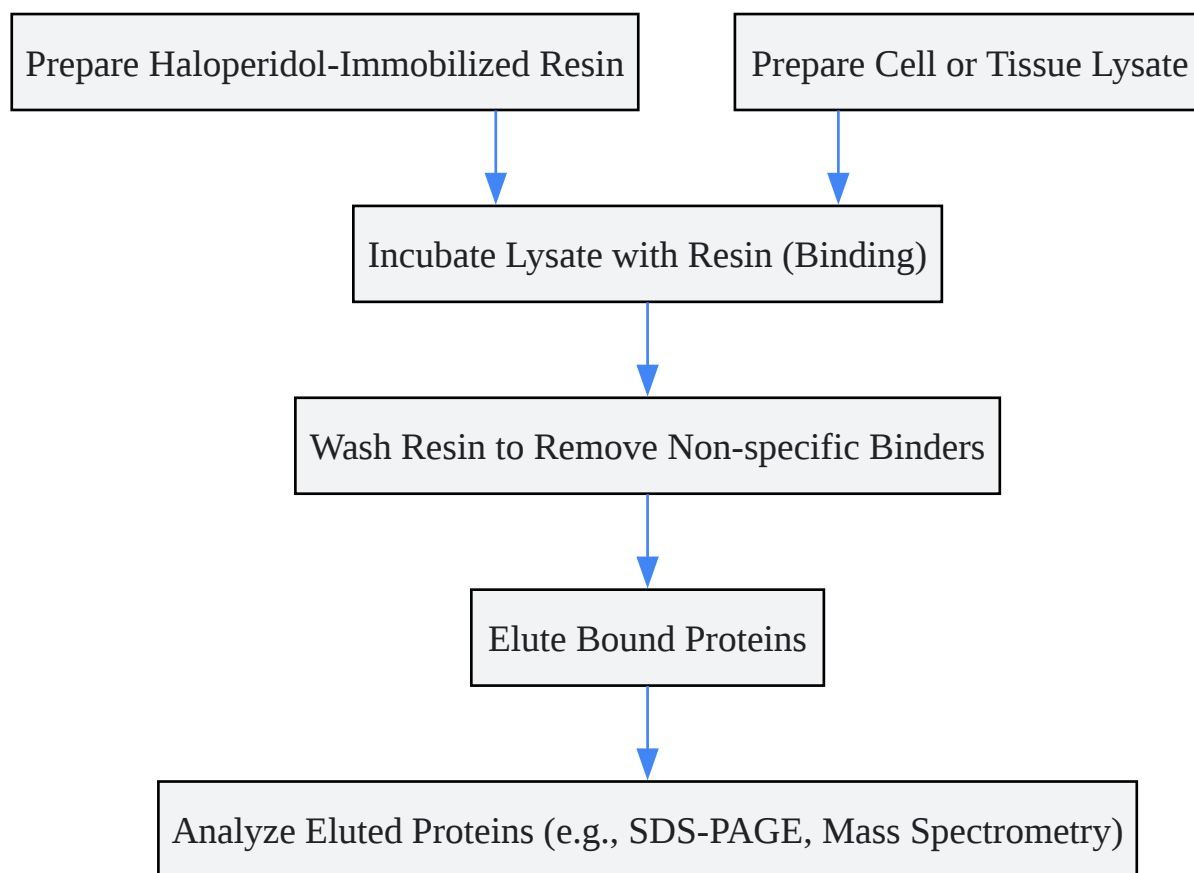 Prepare Haloperidol-Immobilized Resin
Prepare Cell or Tissue Lysate
Incubate Lysate with Resin (Binding)
Wash Resin to Remove Non-specific Binders
Elute Bound Proteins
Analyze Eluted Proteins (e.g., SDS-PAGE, Mass Spectrometry)